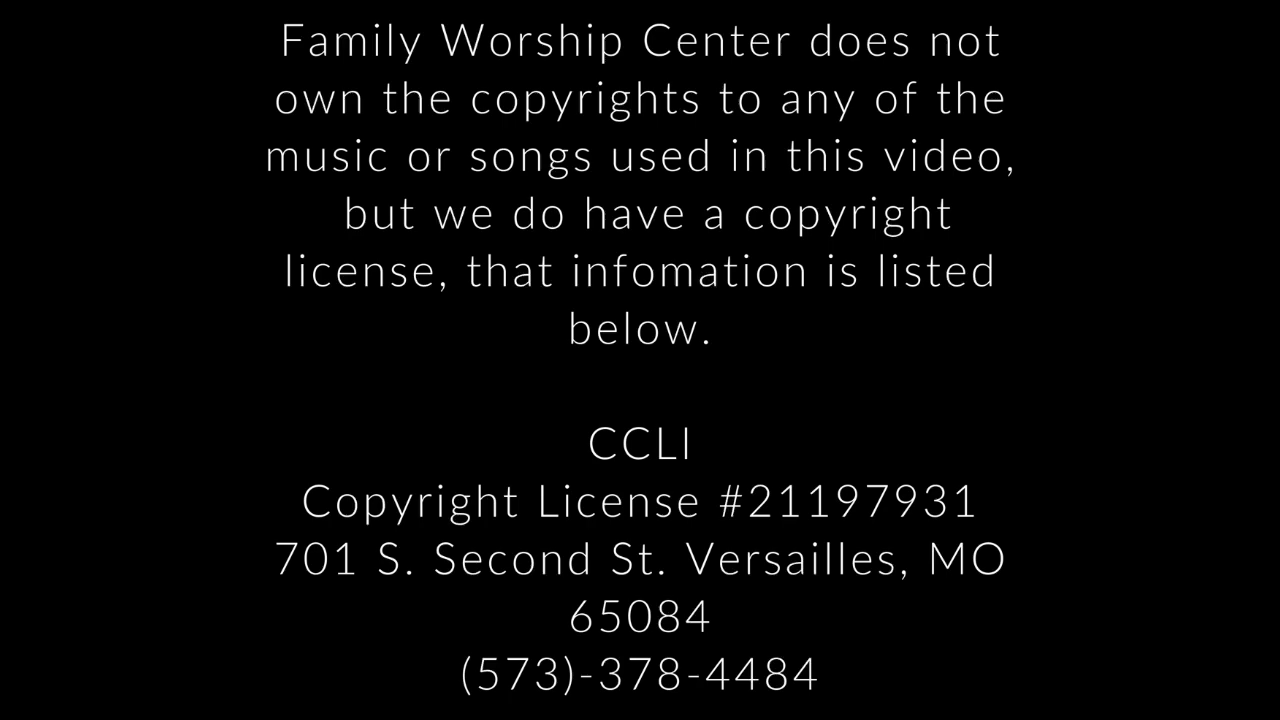 Family Worship Center does not
own the copyrights to any of the
music or songs used in this video,
but we do have a copyright
license, that infomation is listed
below.
CCLI
Copyright License #21197931
701 S. Second St. Versailles, MO
65084
(573)-378-4484